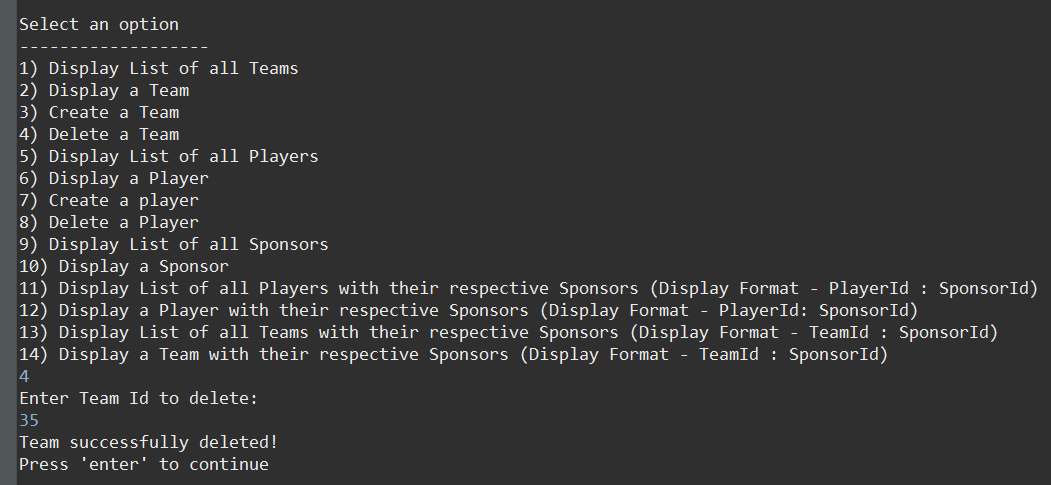 Select an option
-------------------
1) Display List of all Teams
2) Display a Team
3) Create a Team
4) Delete a Team
5) Display List of all Players
6) Display a Player
7) Create a player
8) Delete a Player
9) Display List of all Sponsors
10) Display a Sponsor
11) Display List of all Players with their respective Sponsors (Display Format - PlayerId : SponsorId)
12) Display a Player with their respective Sponsors (Display Format - PlayerId: SponsorId)
13) Display List of all Teams with their respective Sponsors (Display Format - TeamId : SponsorId)
14) Display a Team with their respective Sponsors (Display Format - TeamId : SponsorId)
4
Enter Team Id to delete:
35
Team successfully deleted!
Press 'enter' to continue